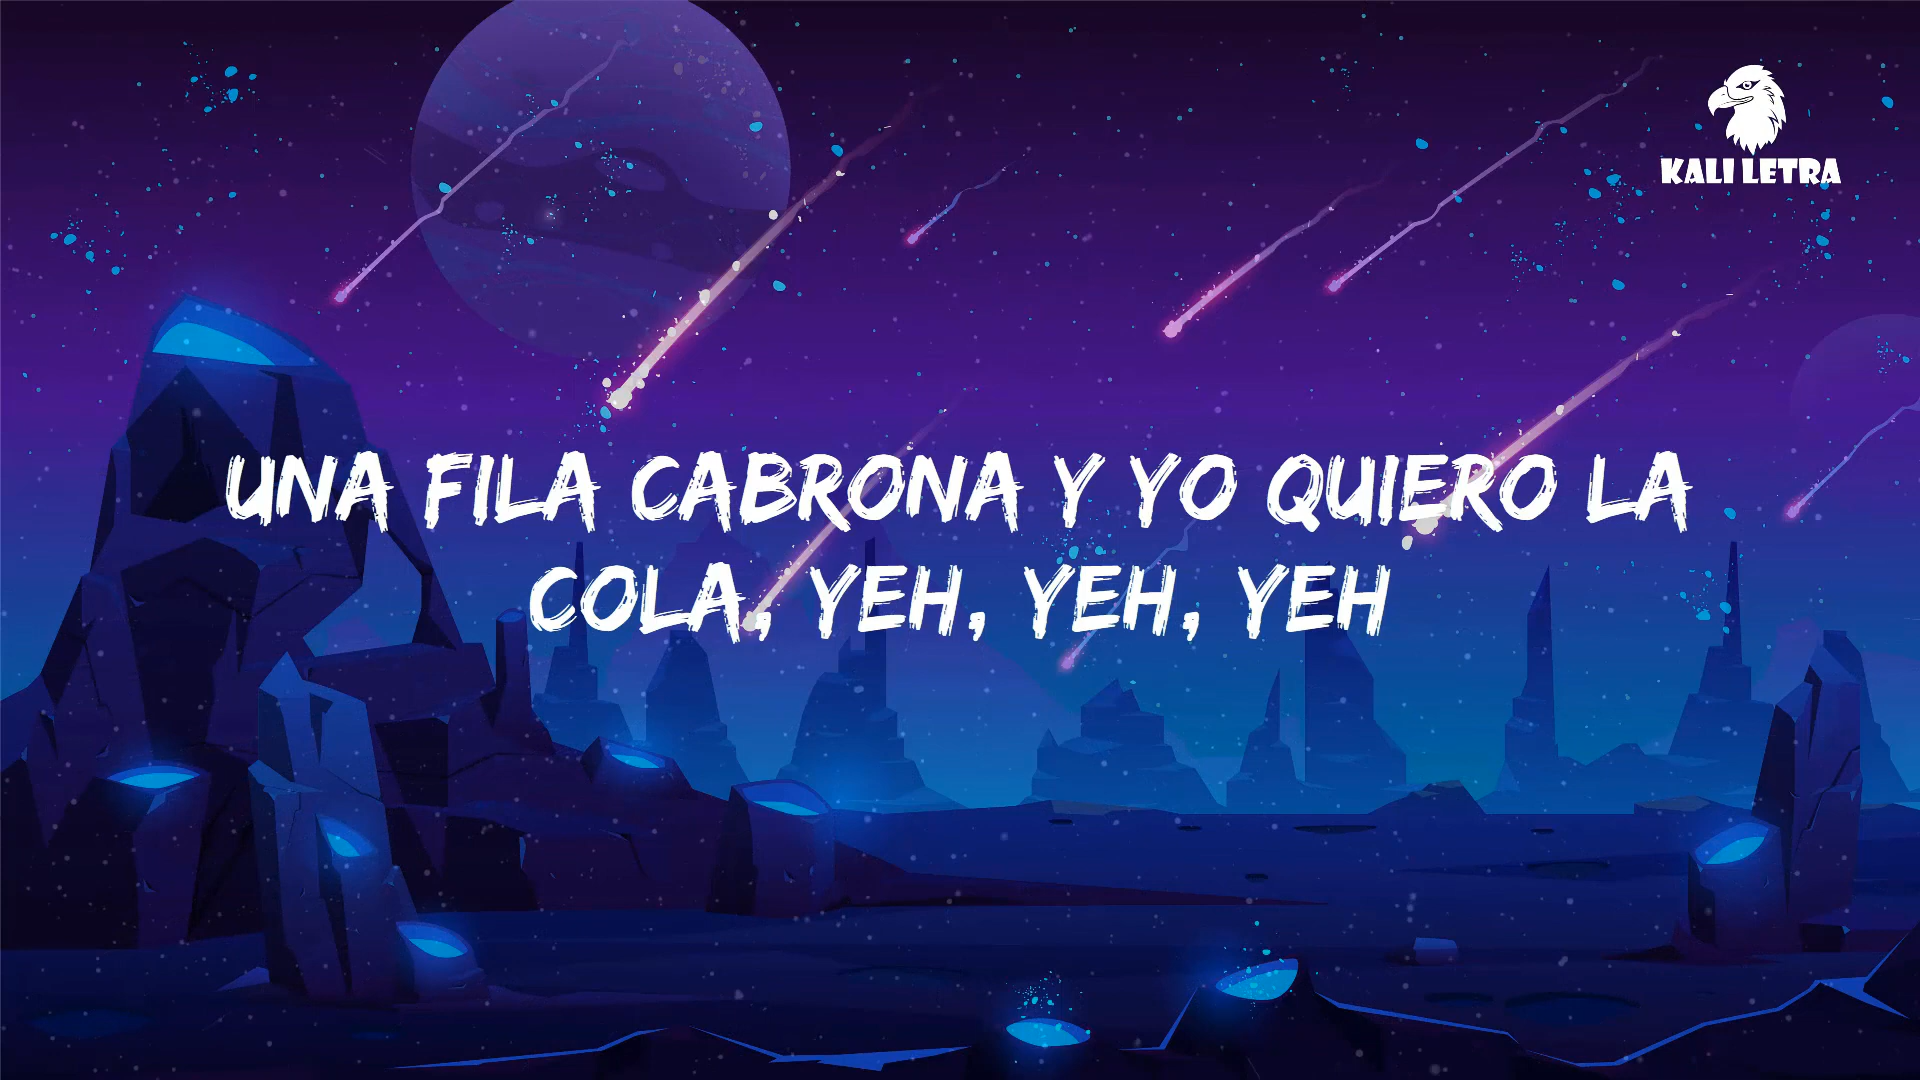 KALI LETRA
UNA FILA CABRONA Y YO QUIERO LA
COLA, YEH, YEH, YEH